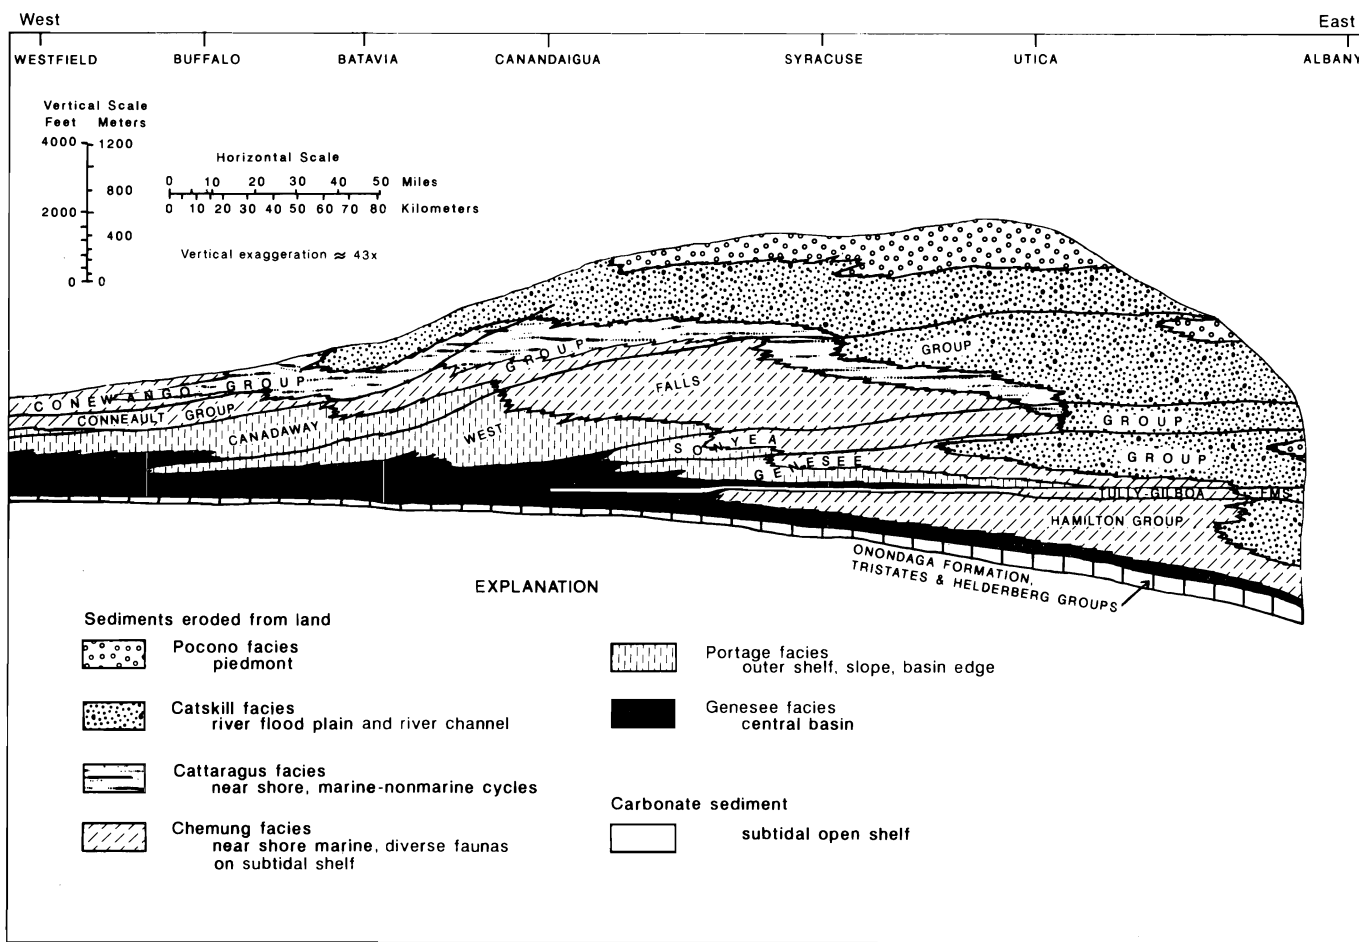 West East
WESTFIELD BUFFALO BATAVIA CANANDAIGUA SYRACUSE UTICA ALBANY
Vertical Scale
Feet Meters
4000 1200
800
2000
400
0 0
Horizontal Scale
0 10 20 30 40 50 Miles
0 10 20 30 40 50 60 70 80 Kilometers
Vertical exaggeration ≈ 43x
CONEWANGO GROUP
CONNEAULT GROUP
CANADAWAY GROUP
WEST FALLS GROUP
SONYEA GROUP
GENESEE GROUP
TULLY-GILBOA FMS
HAMILTON GROUP
ONONDAGA FORMATION,
TRISTATES & HELDERBERG GROUPS
EXPLANATION
Sediments eroded from land
Pocono facies
piedmont
Catskill facies
river flood plain and river channel
Cattaragus facies
near shore, marine-nonmarine cycles
Chemung facies
near shore marine, diverse faunas
on subtidal shelf
Portage facies
outer shelf, slope, basin edge
Genesee facies
central basin
Carbonate sediment
subtidal open shelf